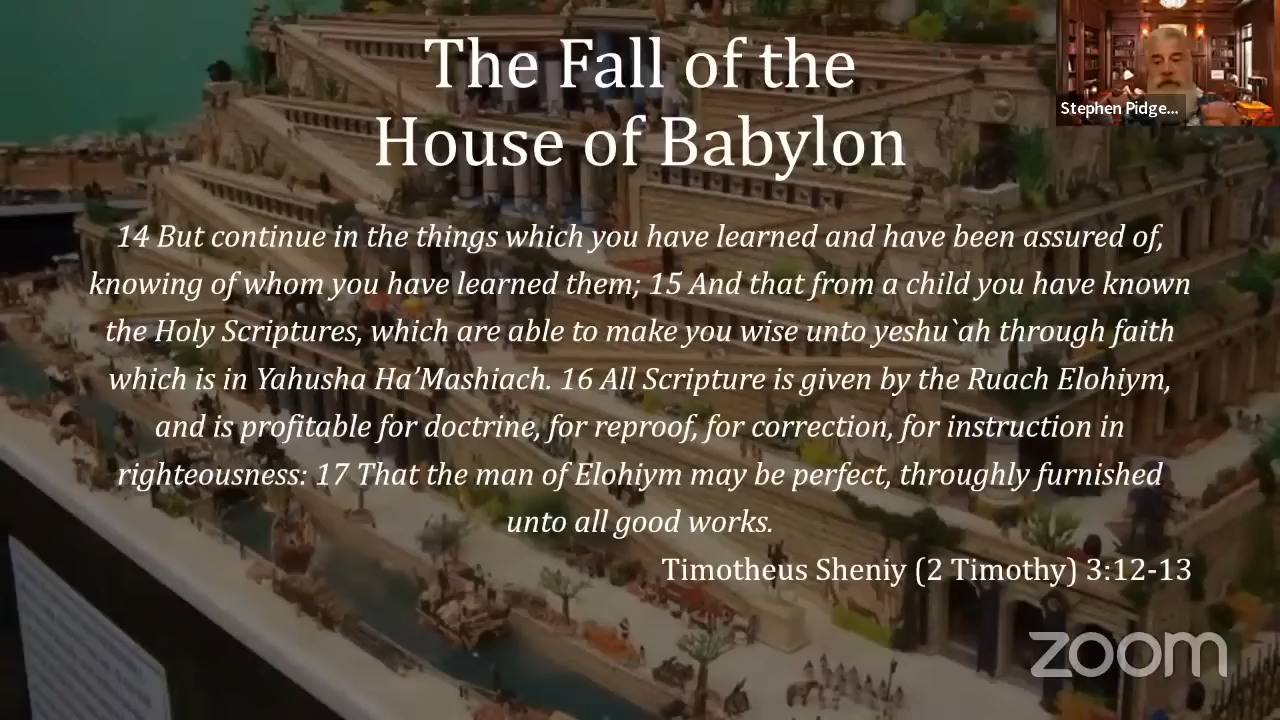 The Fall of the
House of Babylon
Stephen Pidge...
14 But continue in the things which you have learned and have been assured of,
knowing of whom you have learned them; 15 And that from a child you have known
the Holy Scriptures, which are able to make you wise unto yeshu`ah through faith
which is in Yahusha Ha’Mashiach. 16 All Scripture is given by the Ruach Elohiym,
and is profitable for doctrine, for reproof, for correction, for instruction in
righteousness: 17 That the man of Elohiym may be perfect, throughly furnished
unto all good works.
Timotheus Sheniy (2 Timothy) 3:12-13
zoom